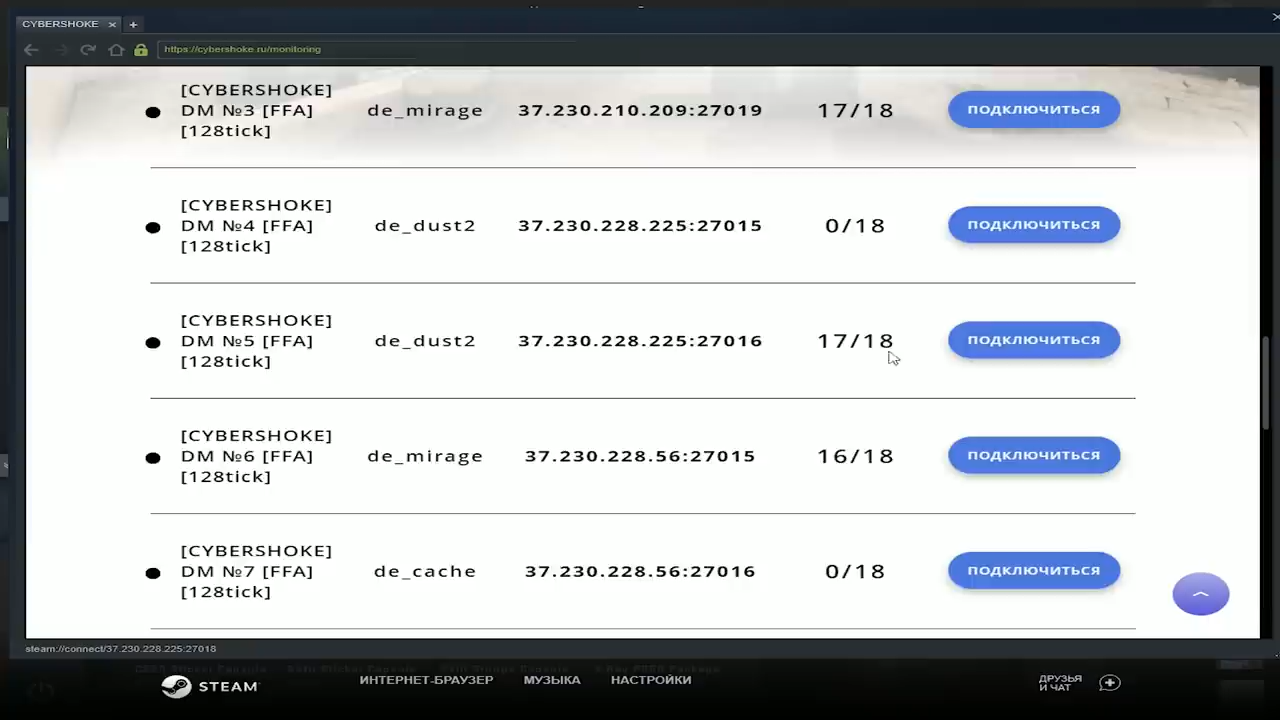 CYBERSHOKE
https://cybershoke.ru/monitoring
[CYBERSHOKE]
DM №3 [FFA]
[128tick]
de_mirage
37.230.210.209:27019
17/18
ПОДКЛЮЧИТЬСЯ
[CYBERSHOKE]
DM №4 [FFA]
[128tick]
de_dust2
37.230.228.225:27015
0/18
ПОДКЛЮЧИТЬСЯ
[CYBERSHOKE]
DM №5 [FFA]
[128tick]
de_dust2
37.230.228.225:27016
17/18
ПОДКЛЮЧИТЬСЯ
[CYBERSHOKE]
DM №6 [FFA]
[128tick]
de_mirage
37.230.228.56:27015
16/18
ПОДКЛЮЧИТЬСЯ
[CYBERSHOKE]
DM №7 [FFA]
[128tick]
de_cache
37.230.228.56:27016
0/18
ПОДКЛЮЧИТЬСЯ
steam://connect/37.230.228.225:27018
STEAM
ИНТЕРНЕТ-БРАУЗЕР
МУЗЫКА
НАСТРОЙКИ
ДРУЗЬЯ
И ЧАТ